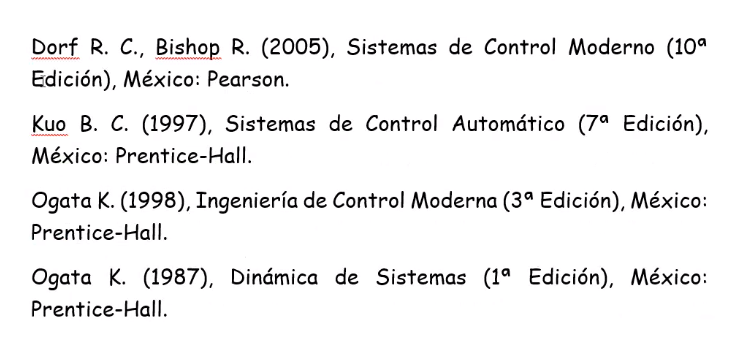 Dorf R. C., Bishop R. (2005), Sistemas de Control Moderno (10ª
Edición), México: Pearson.
Kuo B. C. (1997), Sistemas de Control Automático (7ª Edición),
México: Prentice-Hall.
Ogata K. (1998), Ingeniería de Control Moderna (3ª Edición), México:
Prentice-Hall.
Ogata K. (1987), Dinámica de Sistemas (1ª Edición), México:
Prentice-Hall.